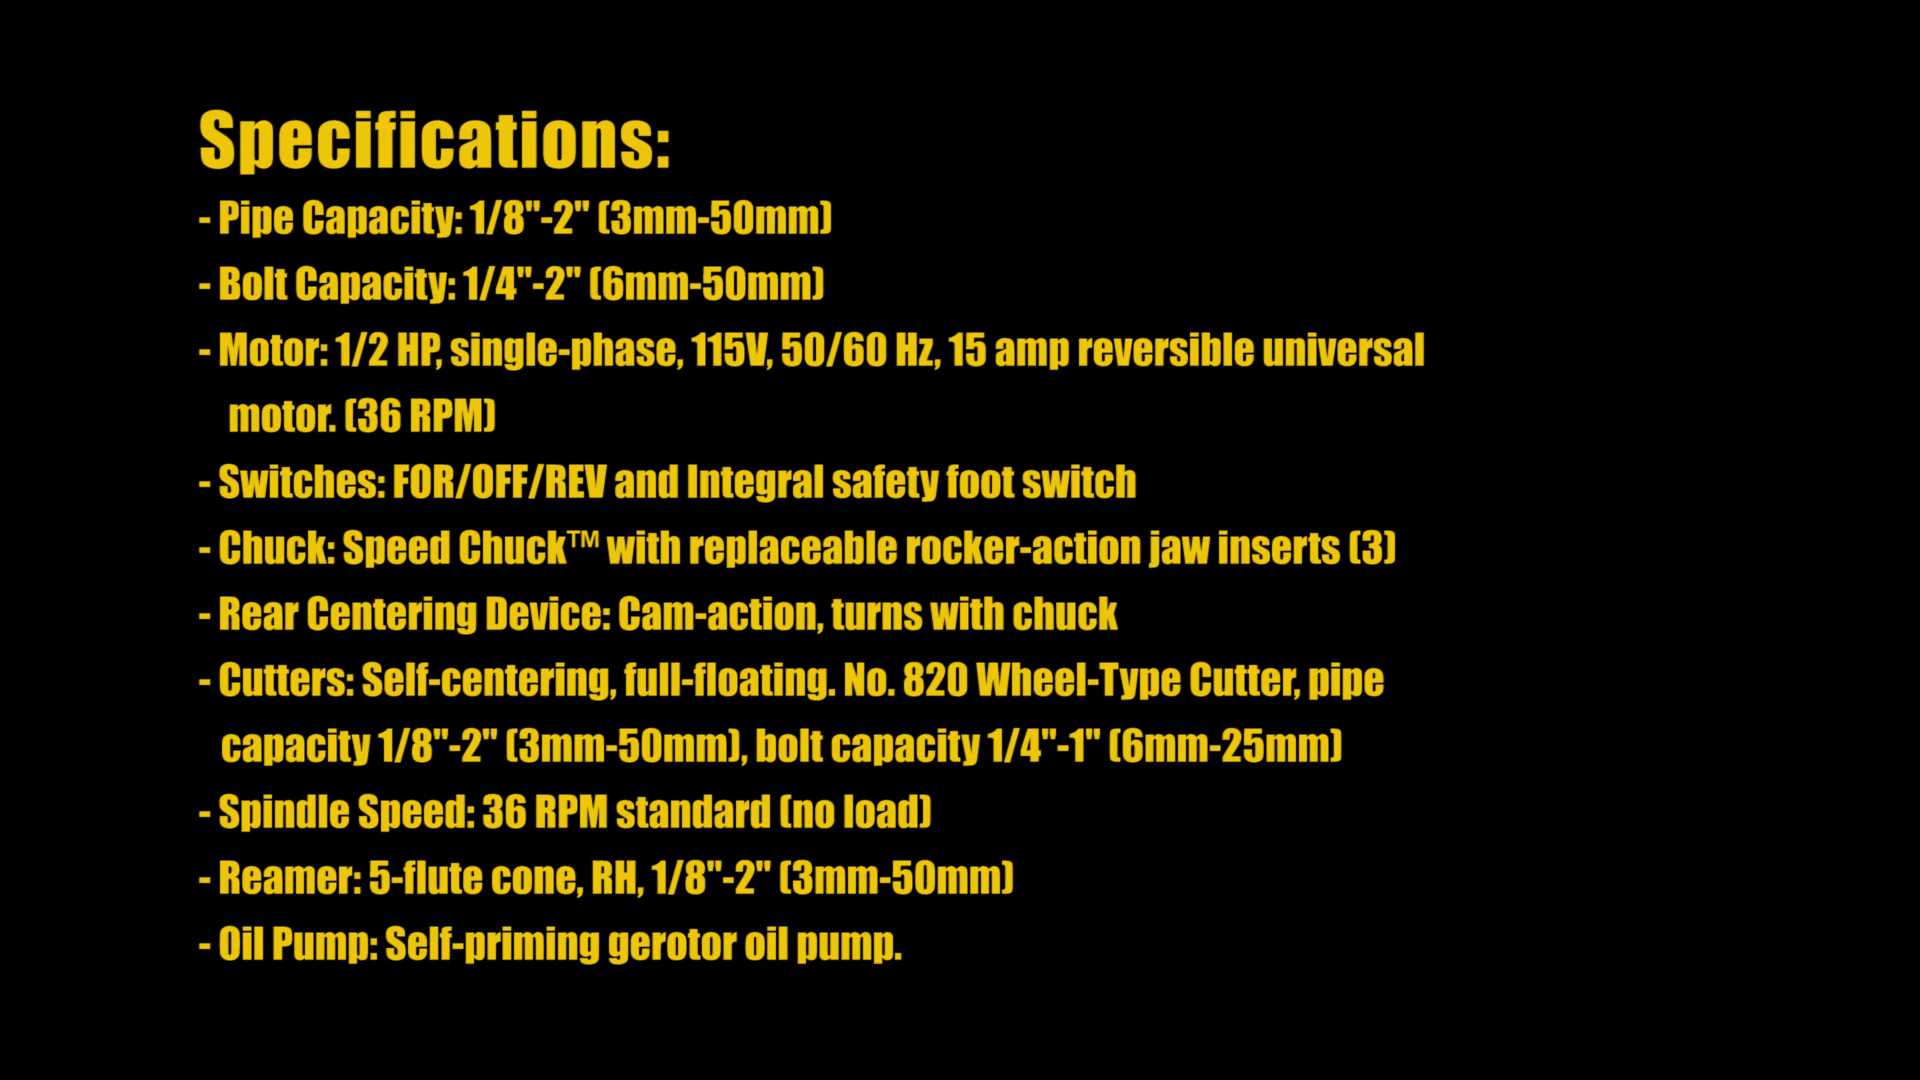 Specifications:
- Pipe Capacity: 1/8"-2" (3mm-50mm)
- Bolt Capacity: 1/4"-2" (6mm-50mm)
- Motor: 1/2 HP, single-phase, 115V, 50/60 Hz, 15 amp reversible universal
motor. (36 RPM)
- Switches: FOR/OFF/REV and Integral safety foot switch
- Chuck: Speed Chuck™ with replaceable rocker-action jaw inserts (3)
- Rear Centering Device: Cam-action, turns with chuck
- Cutters: Self-centering, full-floating. No. 820 Wheel-Type Cutter, pipe
capacity 1/8"-2" (3mm-50mm), bolt capacity 1/4"-1" (6mm-25mm)
- Spindle Speed: 36 RPM standard (no load)
- Reamer: 5-flute cone, RH, 1/8"-2" (3mm-50mm)
- Oil Pump: Self-priming gerotor oil pump.